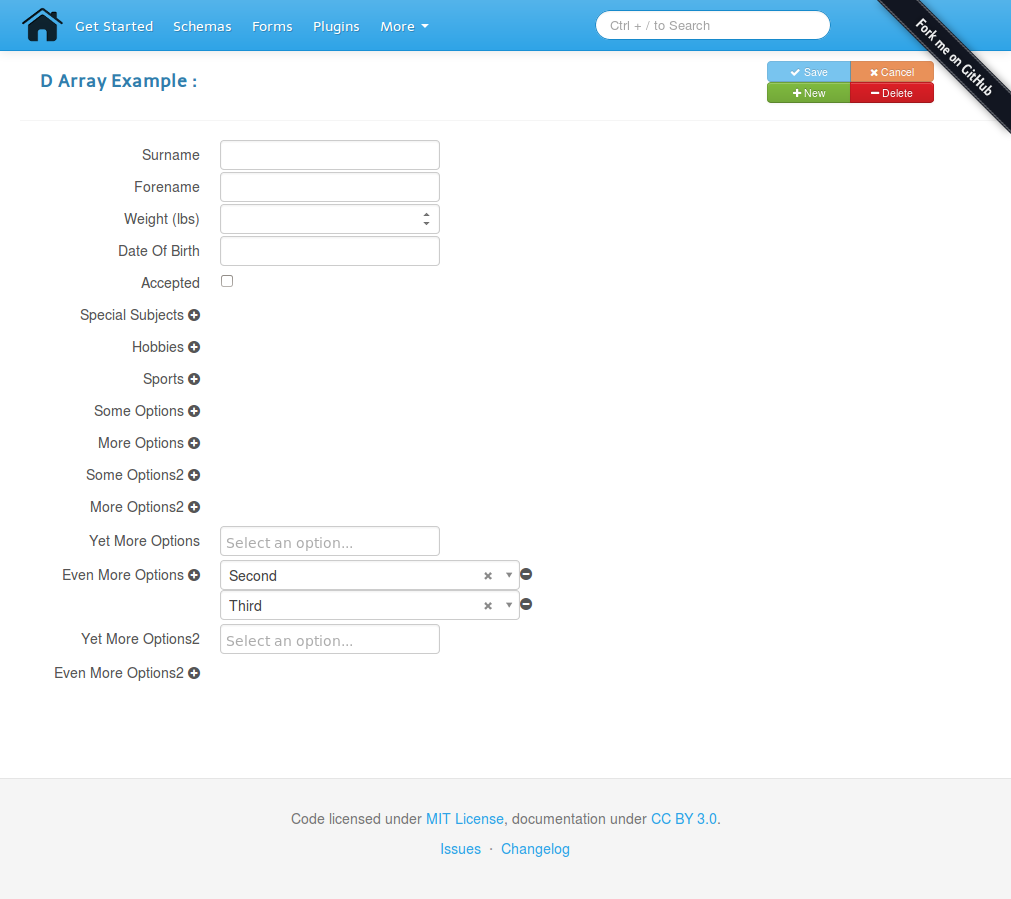 Get Started Schemas Forms Plugins More Ctrl + / to Search
Fork me on GitHub
D Array Example :
Save Cancel
New Delete
Surname
Forename
Weight (lbs)
Date Of Birth
Accepted
Special Subjects
Hobbies
Sports
Some Options
More Options
Some Options2
More Options2
Yet More Options Select an option...
Even More Options Second
Third
Yet More Options2 Select an option...
Even More Options2
Code licensed under MIT License, documentation under CC BY 3.0.
Issues · Changelog